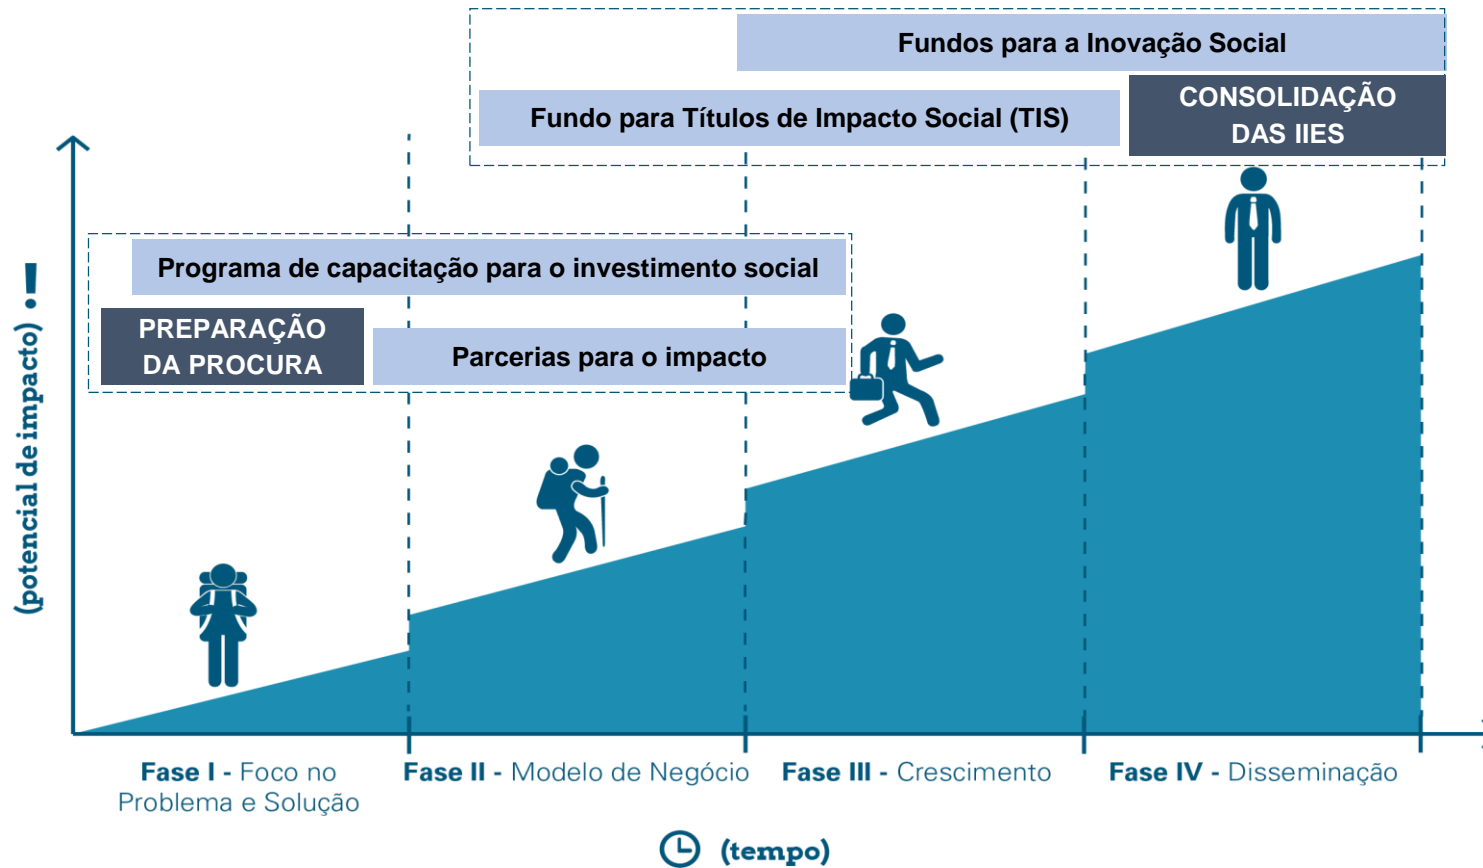 Fundos para a Inovação Social
Fundo para Títulos de Impacto Social (TIS)
CONSOLIDAÇÃO
DAS IIES
Programa de capacitação para o investimento social
PREPARAÇÃO
DA PROCURA
Parcerias para o impacto
(potencial de impacto)
Fase I - Foco no
Problema e Solução
Fase II - Modelo de Negócio
Fase III - Crescimento
Fase IV - Disseminação
(tempo)